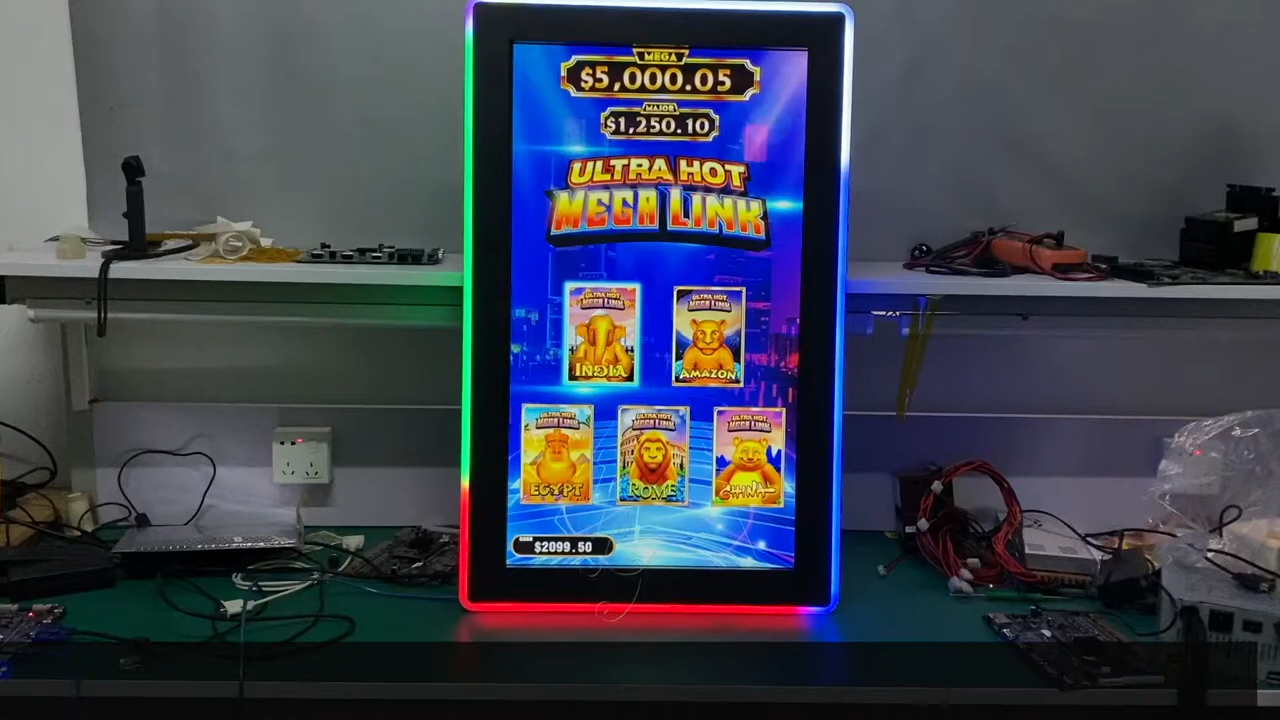 MEGA
$5,000.05
MAJOR
$1,250.10
ULTRA HOT
MEGA LINK
ULTRA HOT
MEGA LINK
INDIA
ULTRA HOT
MEGA LINK
AMAZON
ULTRA HOT
MEGA LINK
EGYPT
ULTRA HOT
MEGA LINK
ROME
ULTRA HOT
MEGA LINK
CHINA
CASH
$2099.50